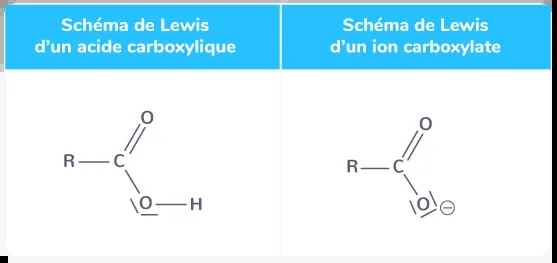 Schéma de Lewis
d'un acide carboxylique
Schéma de Lewis
d'un ion carboxylate
O
R C
O H
O
R C
O ⊖